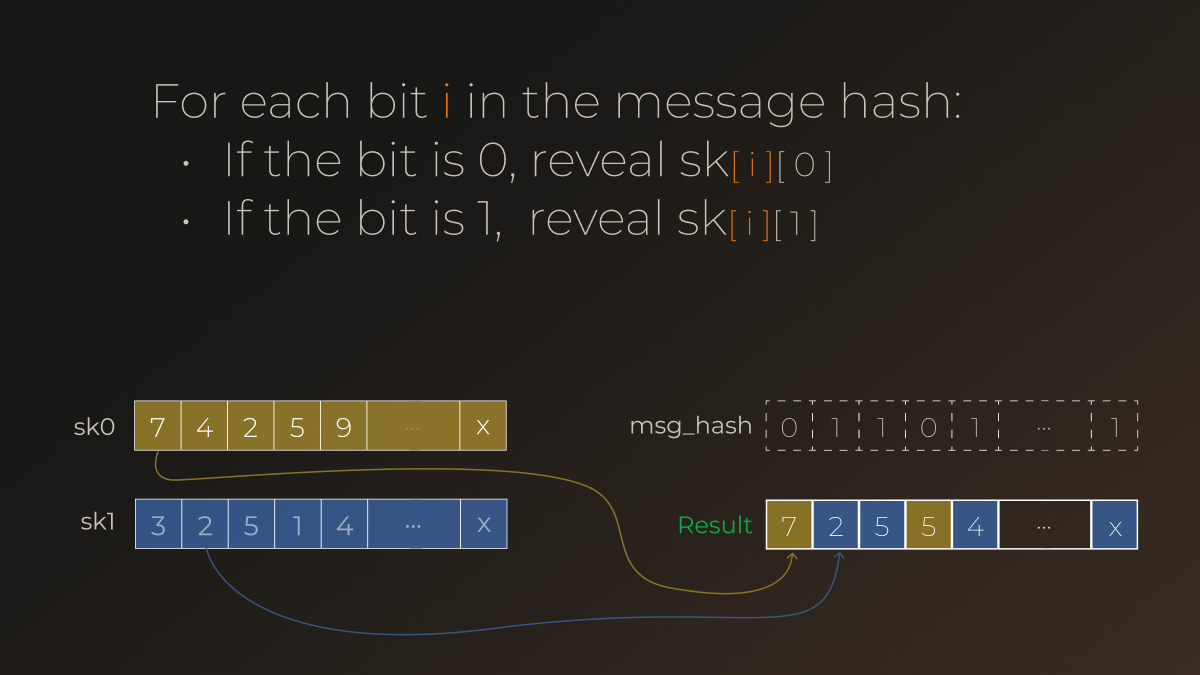 For each bit i in the message hash:
• If the bit is 0, reveal sk[ i ][ 0 ]
• If the bit is 1,  reveal sk[ i ][ 1 ]
sk0 7 4 2 5 9 ... x
msg_hash 0 1 1 0 1 ... 1
sk1 3 2 5 1 4 ... x
Result 7 2 5 5 4 ... x